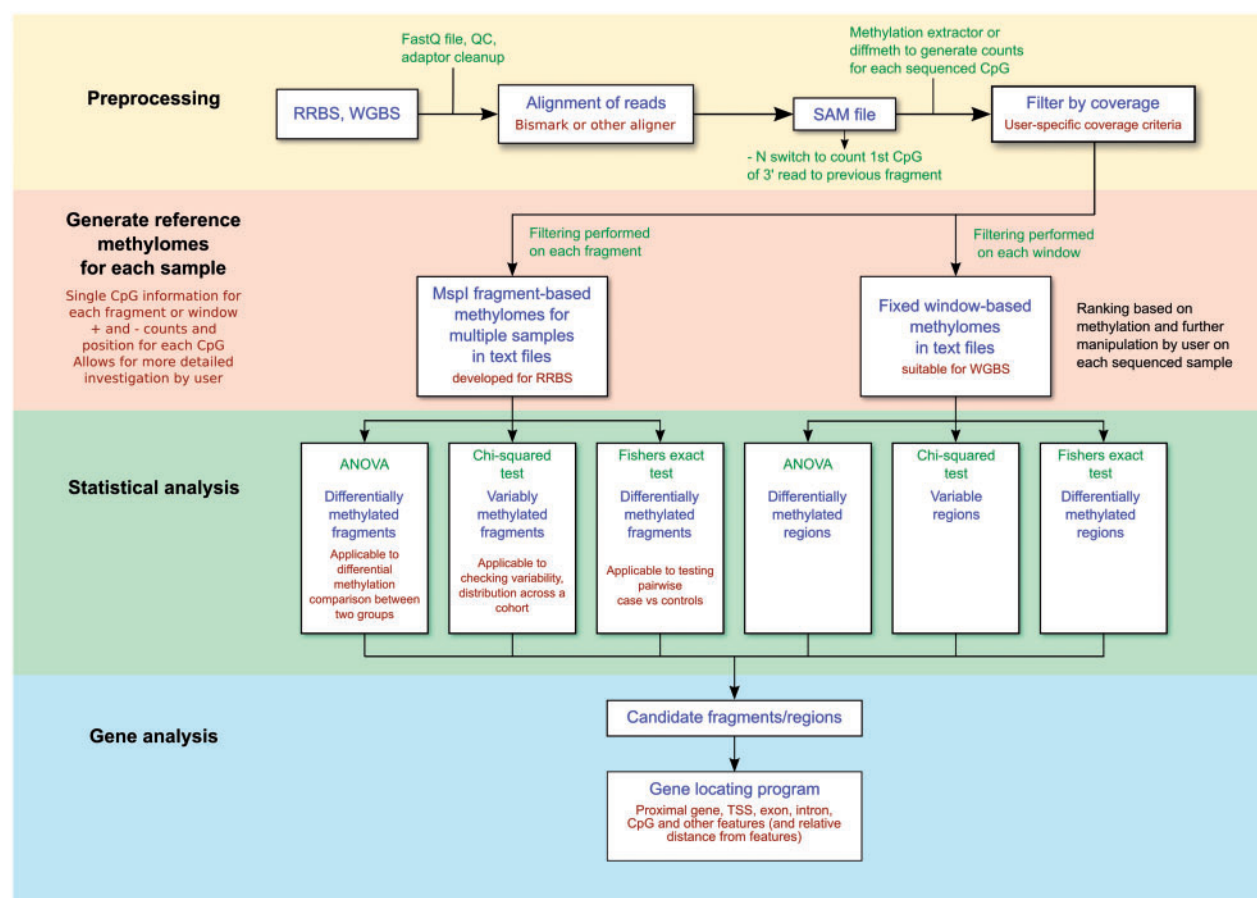 Preprocessing
FastQ file, QC,
adaptor cleanup
RRBS, WGBS
Alignment of reads
Bismark or other aligner
SAM file
- N switch to count 1st CpG
of 3' read to previous fragment
Methylation extractor or
diffmeth to generate counts
for each sequenced CpG
Filter by coverage
User-specific coverage criteria
Generate reference
methylomes
for each sample
Single CpG information for
each fragment or window
+ and - counts and
position for each CpG
Allows for more detailed
investigation by user
Filtering performed
on each fragment
MspI fragment-based
methylomes for
multiple samples
in text files
developed for RRBS
Filtering performed
on each window
Fixed window-based
methylomes
in text files
suitable for WGBS
Ranking based on
methylation and further
manipulation by user on
each sequenced sample
Statistical analysis
ANOVA
Differentially
methylated
fragments
Applicable to
differential
methylation
comparison between
two groups
Chi-squared
test
Variably
methylated
fragments
Applicable to
checking variability,
distribution across a
cohort
Fishers exact
test
Differentially
methylated
fragments
Applicable to testing
pairwise
case vs controls
ANOVA
Differentially
methylated
regions
Chi-squared
test
Variable
regions
Fishers exact
test
Differentially
methylated
regions
Gene analysis
Candidate fragments/regions
Gene locating program
Proximal gene, TSS, exon, intron,
CpG and other features (and relative
distance from features)